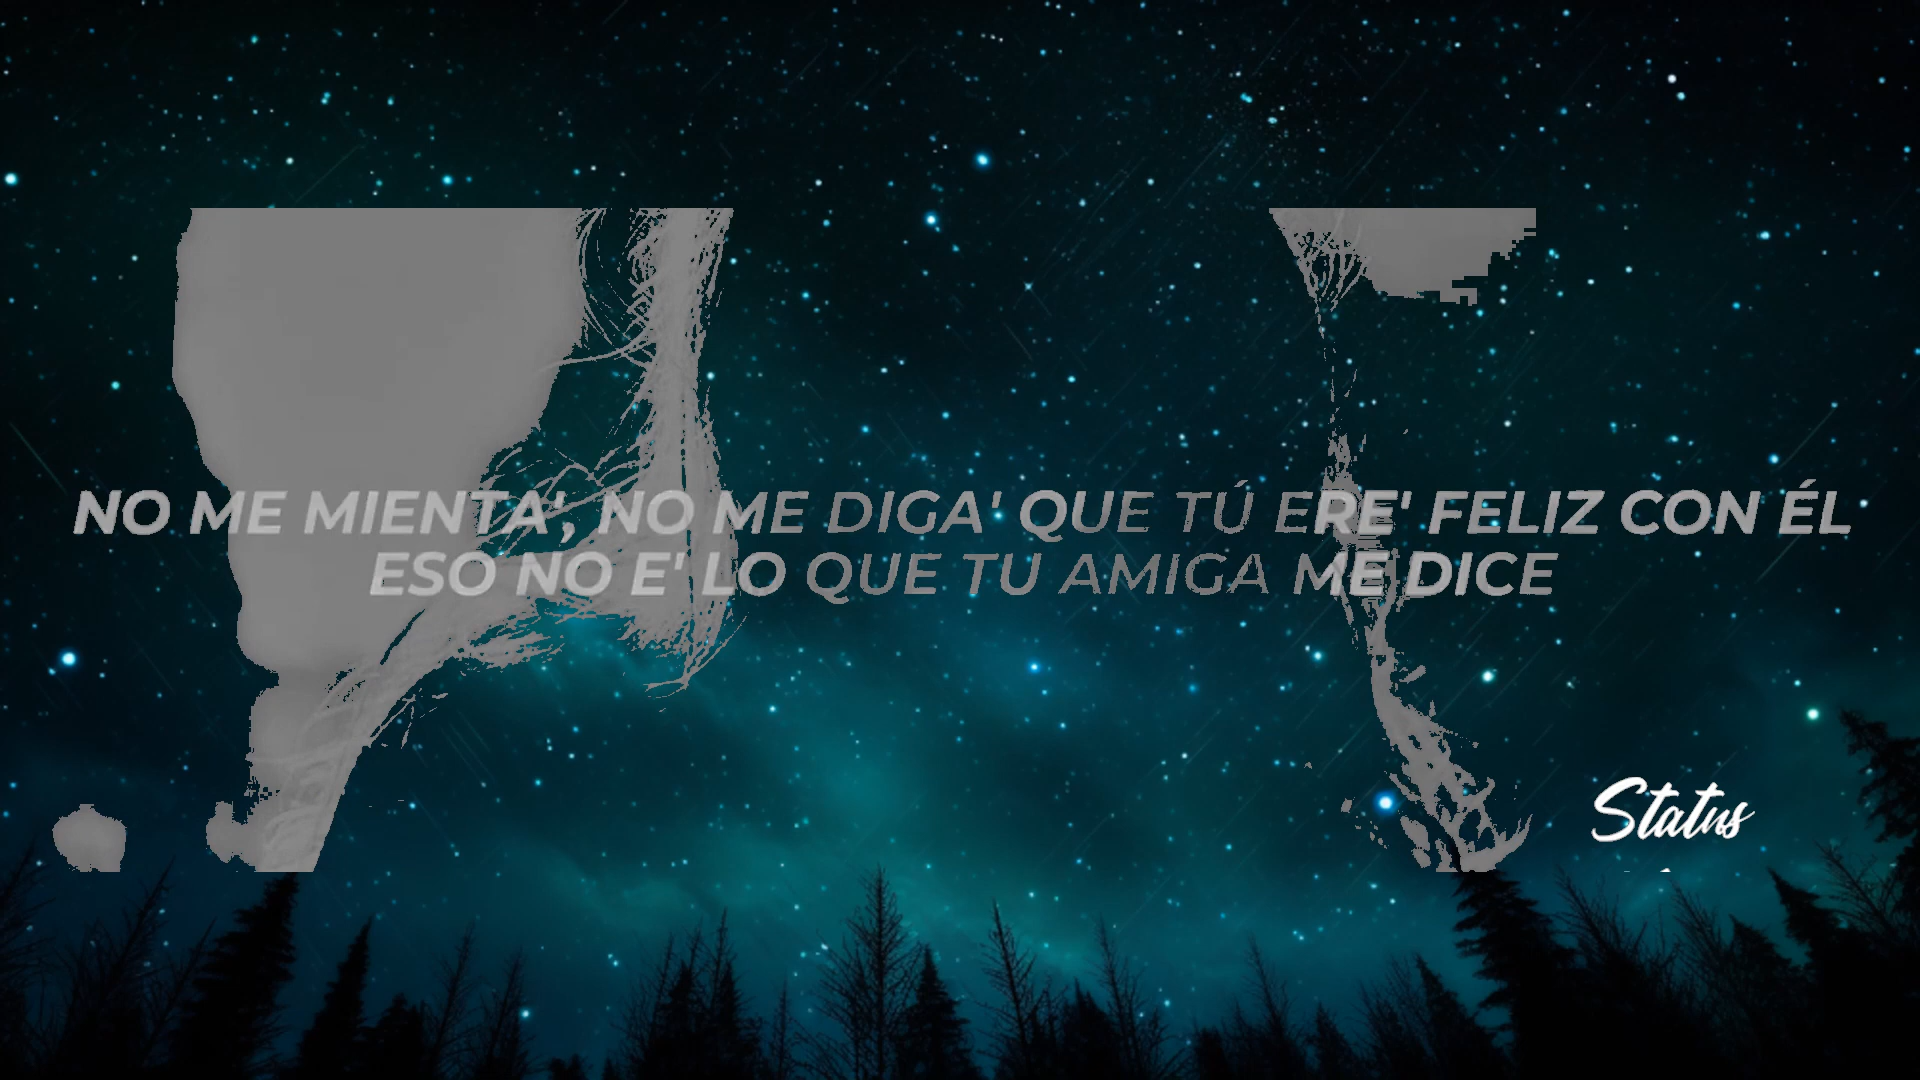 NO ME MIENTA', NO ME DIGA' QUE TÚ ERE' FELIZ CON ÉL
ESO NO E' LO QUE TU AMIGA ME DICE
Status